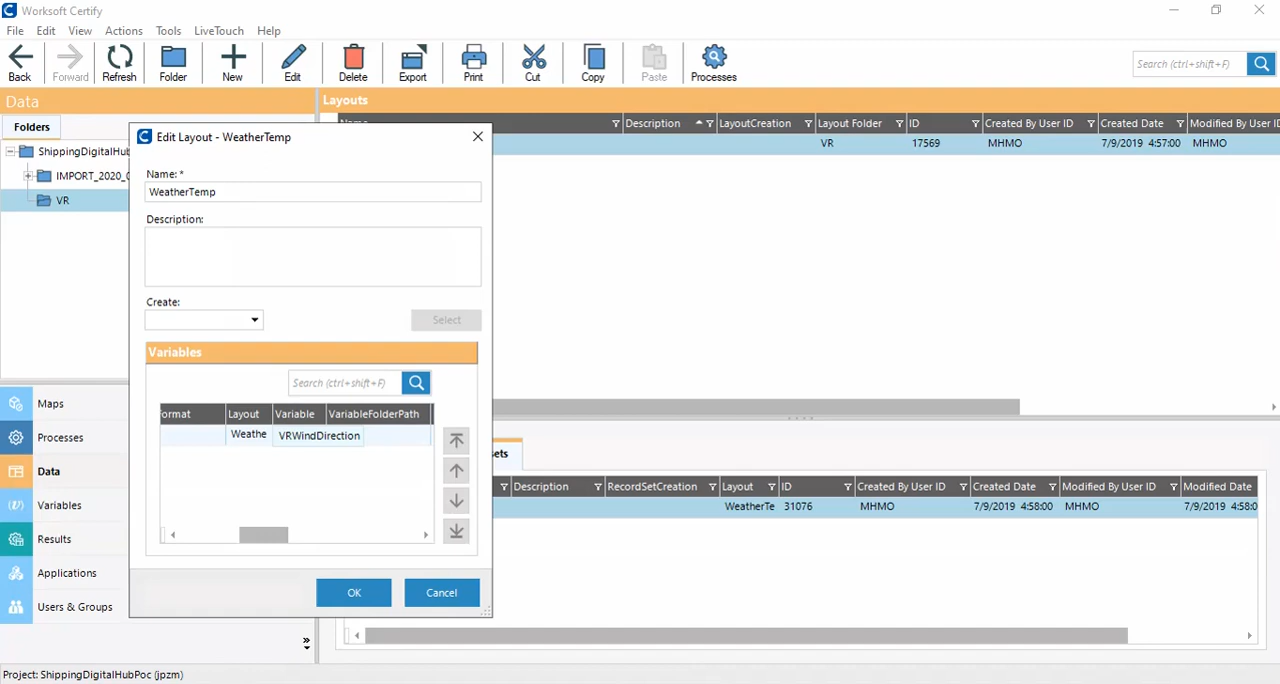 Worksoft Certify
File Edit View Actions Tools LiveTouch Help
Back Forward Refresh Folder New Edit Delete Export Print Cut Copy Paste Processes
Search (ctrl+shift+F)
Data
Folders
ShippingDigitalHub
IMPORT_2020_0
VR
Maps
Processes
Data
Variables
Results
Applications
Users & Groups
Layouts
Name Description LayoutCreation Layout Folder ID Created By User ID Created Date Modified By User ID
VR 17569 MHMO 7/9/2019 4:57:00 MHMO
Edit Layout - WeatherTemp
Name: *
WeatherTemp
Description:
Create:
Select
Variables
Search (ctrl+shift+F)
ormat Layout Variable VariableFolderPath
Weathe VRWindDirection
OK Cancel
ets
Description RecordSetCreation Layout ID Created By User ID Created Date Modified By User ID Modified Date
WeatherTe 31076 MHMO 7/9/2019 4:58:00 MHMO 7/9/2019 4:58:0
Project: ShippingDigitalHubPoc (jpzm)